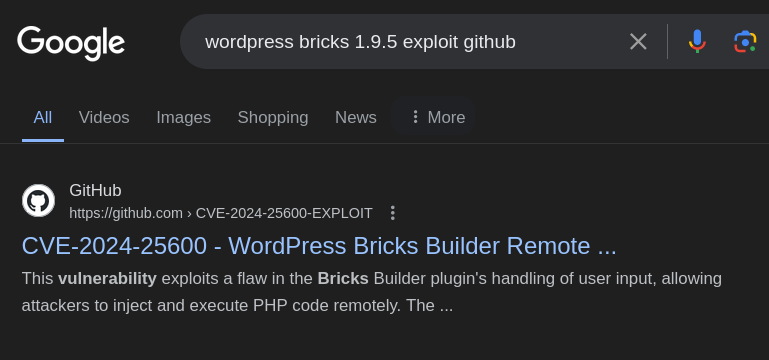 Google
wordpress bricks 1.9.5 exploit github
All Videos Images Shopping News More
GitHub
https://github.com › CVE-2024-25600-EXPLOIT
CVE-2024-25600 - WordPress Bricks Builder Remote ...
This vulnerability exploits a flaw in the Bricks Builder plugin's handling of user input, allowing
attackers to inject and execute PHP code remotely. The ...